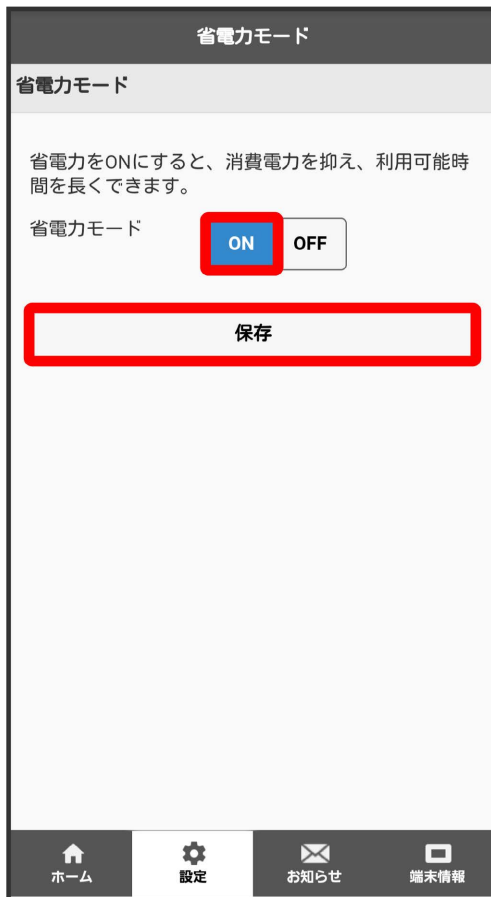 省電力モード
省電力モード
省電力をONにすると、消費電力を抑え、利用可能時
間を長くできます。
省電力モード
ON OFF
保存
ホーム 設定 お知らせ 端末情報